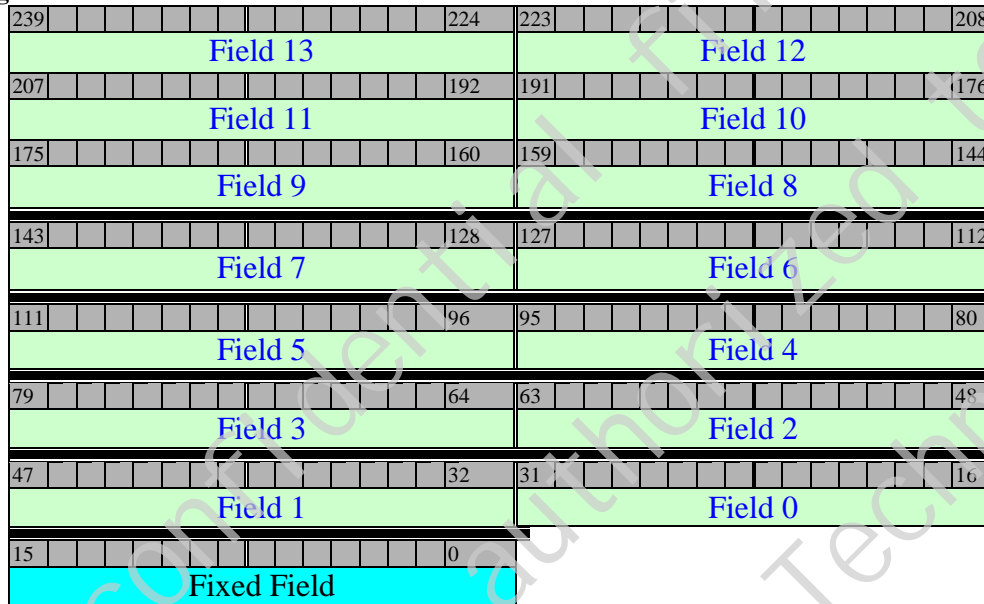 239 224 223 208
Field 13 Field 12
207 192 191 176
Field 11 Field 10
175 160 159 144
Field 9 Field 8
143 128 127 112
Field 7 Field 6
111 96 95 80
Field 5 Field 4
79 64 63 48
Field 3 Field 2
47 32 31 16
Field 1 Field 0
15 0
Fixed Field
confidential f
authorized t
Techn